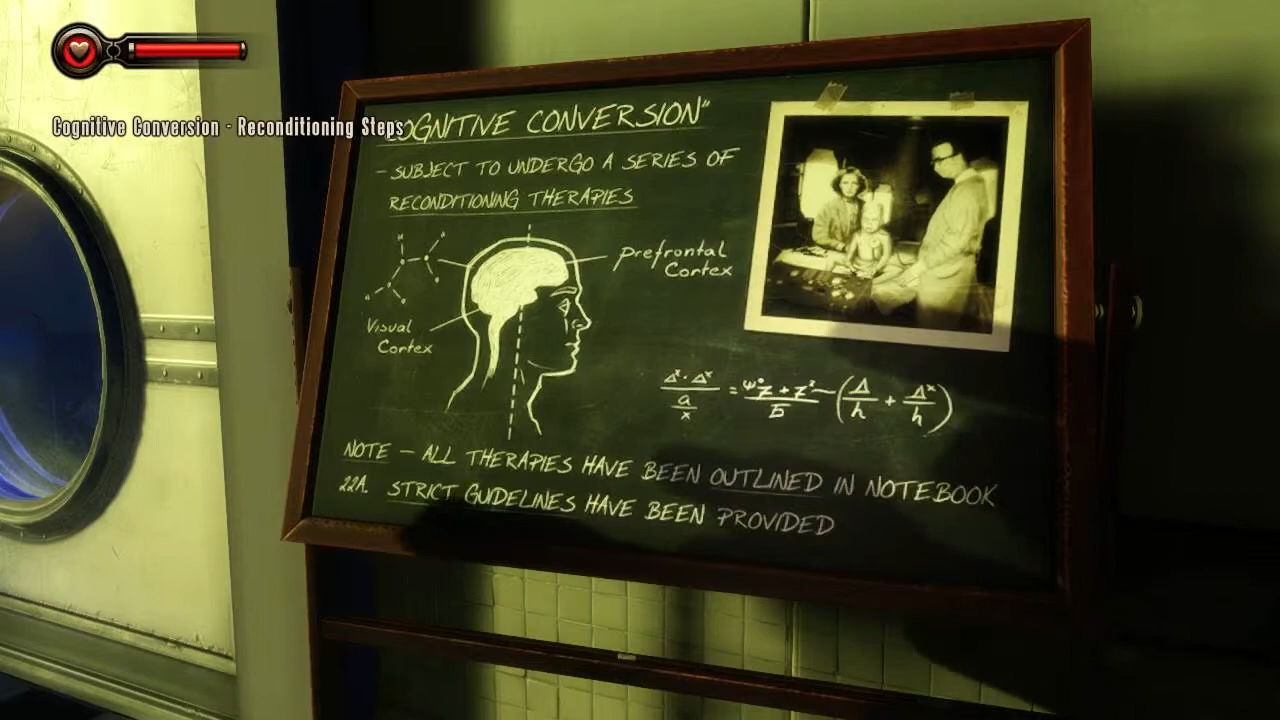 Cognitive Conversion - Reconditioning Steps
COGNITIVE CONVERSION"
- SUBJECT TO UNDERGO A SERIES OF
RECONDITIONING THERAPIES
Prefrontal
Cortex
Visual
Cortex
NOTE - ALL THERAPIES HAVE BEEN OUTLINED IN NOTEBOOK
22A. STRICT GUIDELINES HAVE BEEN PROVIDED